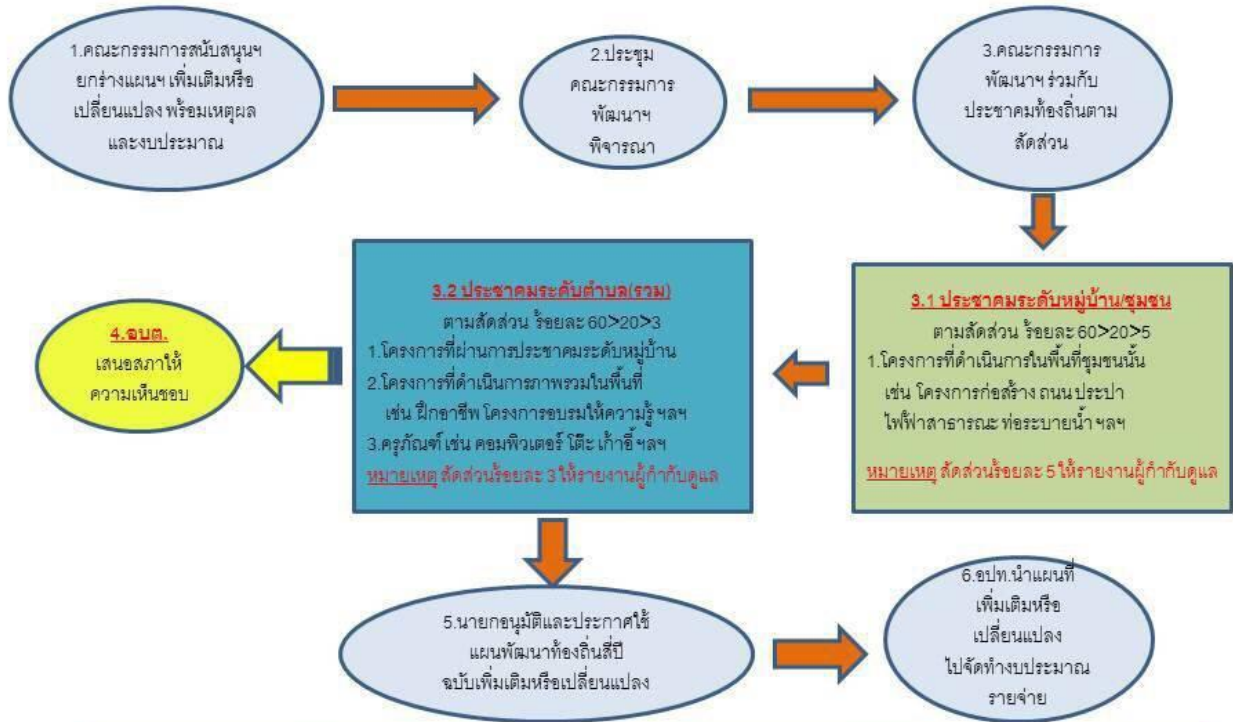 1.คณะกรรมการสนับสนุนฯ
ยกร่างแผนฯ เพิ่มเติมหรือ
เปลี่ยนแปลง พร้อมเหตุผล
และงบประมาณ
2.ประชุม
คณะกรรมการ
พัฒนาฯ
พิจารณา
3.คณะกรรมการ
พัฒนาฯ ร่วมกับ
ประชาคมท้องถิ่นตาม
สัดส่วน
3.1 ประชาคมระดับหมู่บ้าน/ชุมชน
ตามสัดส่วน ร้อยละ 60>20>5
1.โครงการที่ดำเนินการในพื้นที่ชุมชนนั้น
เช่น โครงการก่อสร้าง ถนน ประปา
ไฟฟ้าสาธารณะ ท่อระบายน้ำ ฯลฯ
หมายเหตุ สัดส่วนร้อยละ 5 ให้รายงานผู้กำกับดูแล
3.2 ประชาคมระดับตำบล(รวม)
ตามสัดส่วน ร้อยละ 60>20>3
1.โครงการที่ผ่านการประชาคมระดับหมู่บ้าน
2.โครงการที่ดำเนินการภาพรวมในพื้นที่
เช่น ฝึกอาชีพ โครงการอบรมให้ความรู้ ฯลฯ
3.ครุภัณฑ์ เช่น คอมพิวเตอร์ โต๊ะ เก้าอี้ ฯลฯ
หมายเหตุ สัดส่วนร้อยละ 3 ให้รายงานผู้กำกับดูแล
4.อบต.
เสนอสภาให้
ความเห็นชอบ
5.นายกอนุมัติและประกาศใช้
แผนพัฒนาท้องถิ่นสี่ปี
ฉบับเพิ่มเติมหรือเปลี่ยนแปลง
6.อปท.นำแผนที่
เพิ่มเติมหรือ
เปลี่ยนแปลง
ไปจัดทำงบประมาณ
รายจ่าย